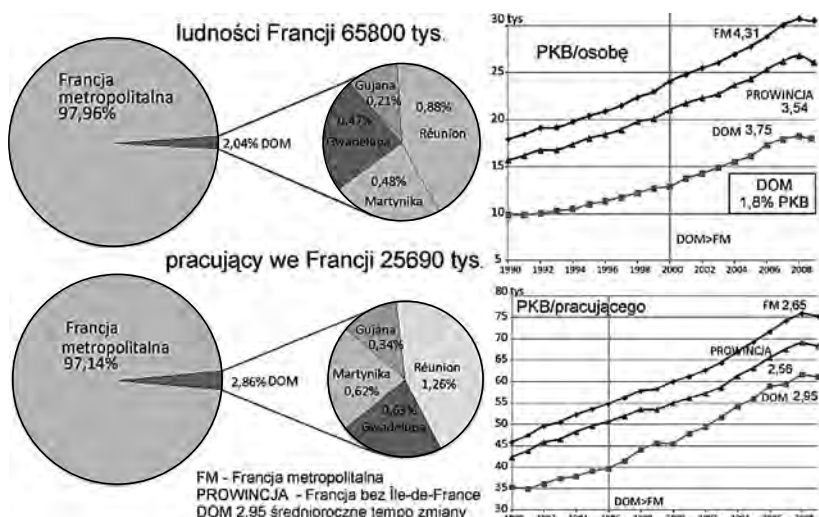 ludności Francji 65800 tys.
Francja
metropolitalna
97,96%
2,04% DOM
Gujana
0,21%
0,88%
Réunion
0,47%
Gwadelupa
0,48%
Martynika
30 tys
PKB/osobę
FM 4,31
25
PROWINCJA
3,54
20
DOM 3,75
15
DOM
1,8% PKB
10
DOM>FM
5
1990 1992 1994 1996 1998 2000 2002 2004 2006 2008
pracujący we Francji 25690 tys.
Francja
metropolitalna
97,14%
2,86% DOM
Gujana
0,34%
Réunion
1,26%
Martynika
0,62%
0,63%
Gwadelupa
80 tys
PKB/pracującego
75
FM 2,65
70
65
PROWINCJA
2,56
60
DOM 2,95
55
50
45
40
35
DOM>FM
30
FM - Francja metropolitalna
PROWINCJA - Francja bez Île-de-France
DOM 2,95 średnioroczne tempo zmiany